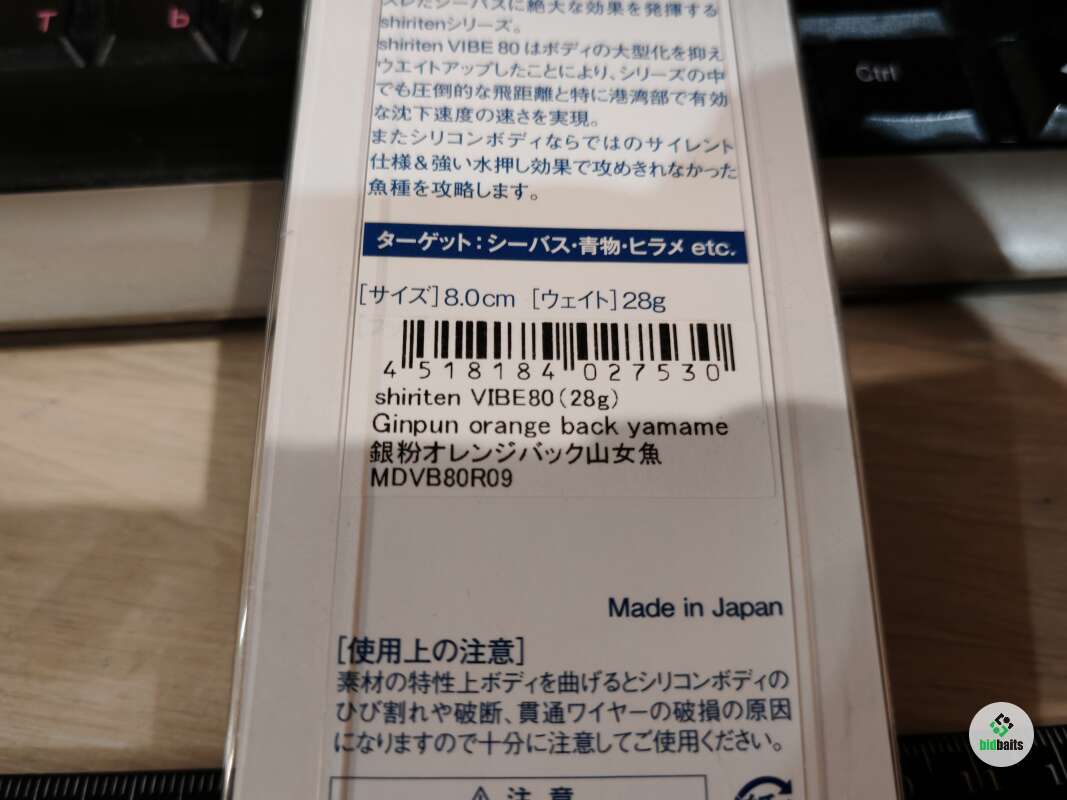 スレたシーバスに絶大な効果を発揮する
shiritenシリーズ。
shiriten VIBE 80 はボディの大型化を抑え
ウエイトアップしたことにより、シリーズの中
でも圧倒的な飛距離と特に港湾部で有効
な沈下速度の速さを実現。
またシリコンボディならではのサイレント
仕様＆強い水押し効果で攻めきれなかった
魚種を攻略します。
ターゲット：シーバス・青物・ヒラメ etc.
［サイズ］8.0cm ［ウェイト］28g
4 518184 027530
shiriten VIBE80(28g)
Ginpun orange back yamame
銀粉オレンジバック山女魚
MDVB80R09
Made in Japan
［使用上の注意］
素材の特性上ボディを曲げるとシリコンボディの
ひび割れや破断、貫通ワイヤーの破損の原因
になりますので十分に注意してご使用ください。
⚠ 注 意
T
Ь
Ctrl
bidbaits